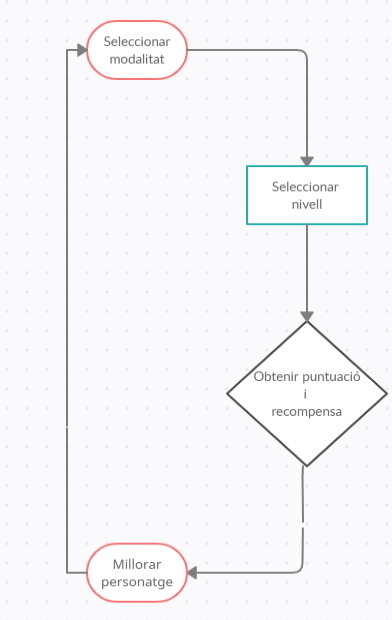 Seleccionar
modalitat
Seleccionar
nivell
Obtenir puntuació
i
recompensa
Millorar
personatge